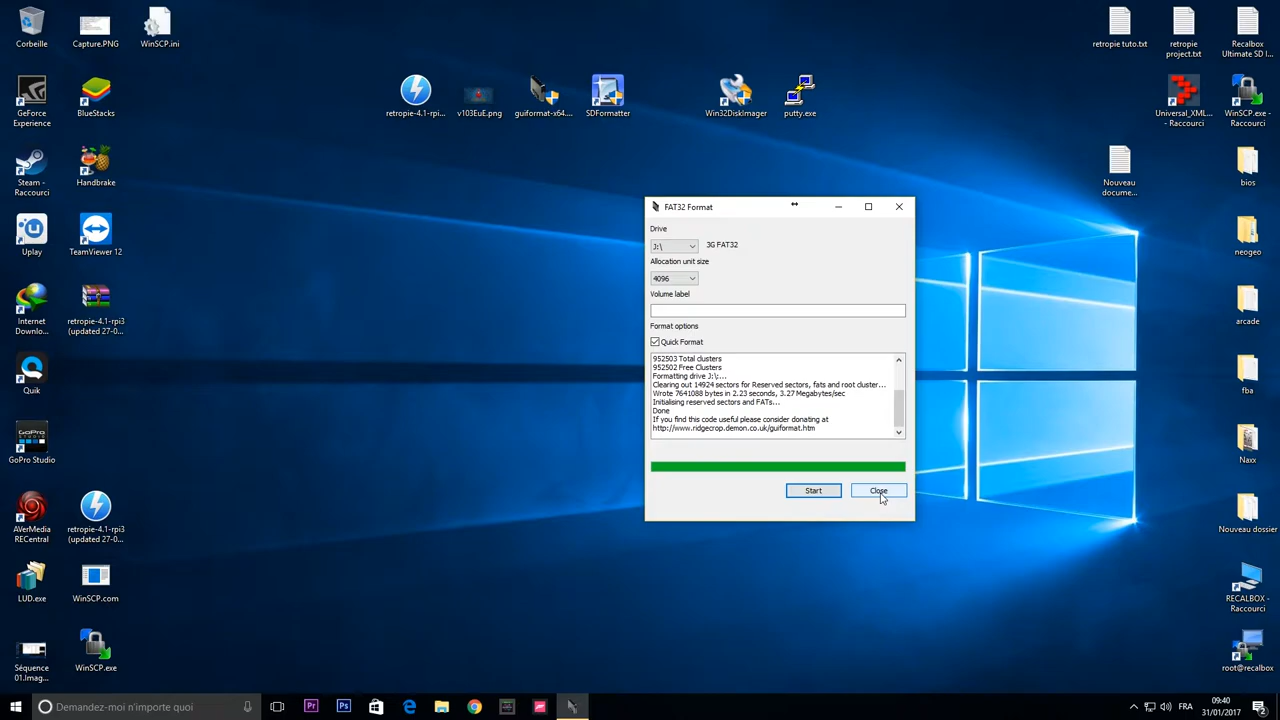 Corbeille
Capture.PNG
WinSCP.ini
retropie tuto.txt
retropie
project.txt
Recalbox
Ultimate SD I...
GeForce
Experience
BlueStacks
retropie-4.1-rpi...
v103Eapi.png
guiformat-x64....
SDFormatter
Win32DiskImager
putty.exe
Universal_XML...
- Raccourci
WinSCP.exe -
Raccourci
Steam -
Raccourci
Handbrake
Nouveau
docume...
bios
Uplay
TeamViewer 12
neogeo
Internet
Downlo...
retropie-4.1-rpi3
(updated 27-0...
arcade
Quik
fba
GoPro Studio
Naxx
AVerMedia
RECentral
retropie-4.1-rpi3
(updated 27-0...
Nouveau dossier
LUD.exe
WinSCP.com
RECALBOX -
Raccourci
Séquence
01.Imag...
WinSCP.exe
root@recalbox
FAT32 Format
Drive
J:\
3G FAT32
Allocation unit size
4096
Volume label
Format options
Quick Format
952503 Total clusters
952502 Free Clusters
Formatting drive J:\:...
Clearing out 14924 sectors for Reserved sectors, fats and root cluster...
Wrote 7641088 bytes in 2.23 seconds, 3.27 Megabytes/sec
Initialising reserved sectors and FATs...
Done
If you find this code useful please consider donating at
http://www.ridgecrop.demon.co.uk/guiformat.htm
Start
Close
Demandez-moi n'importe quoi
Pr
Ps
FRA
09:40
31/01/2017
2